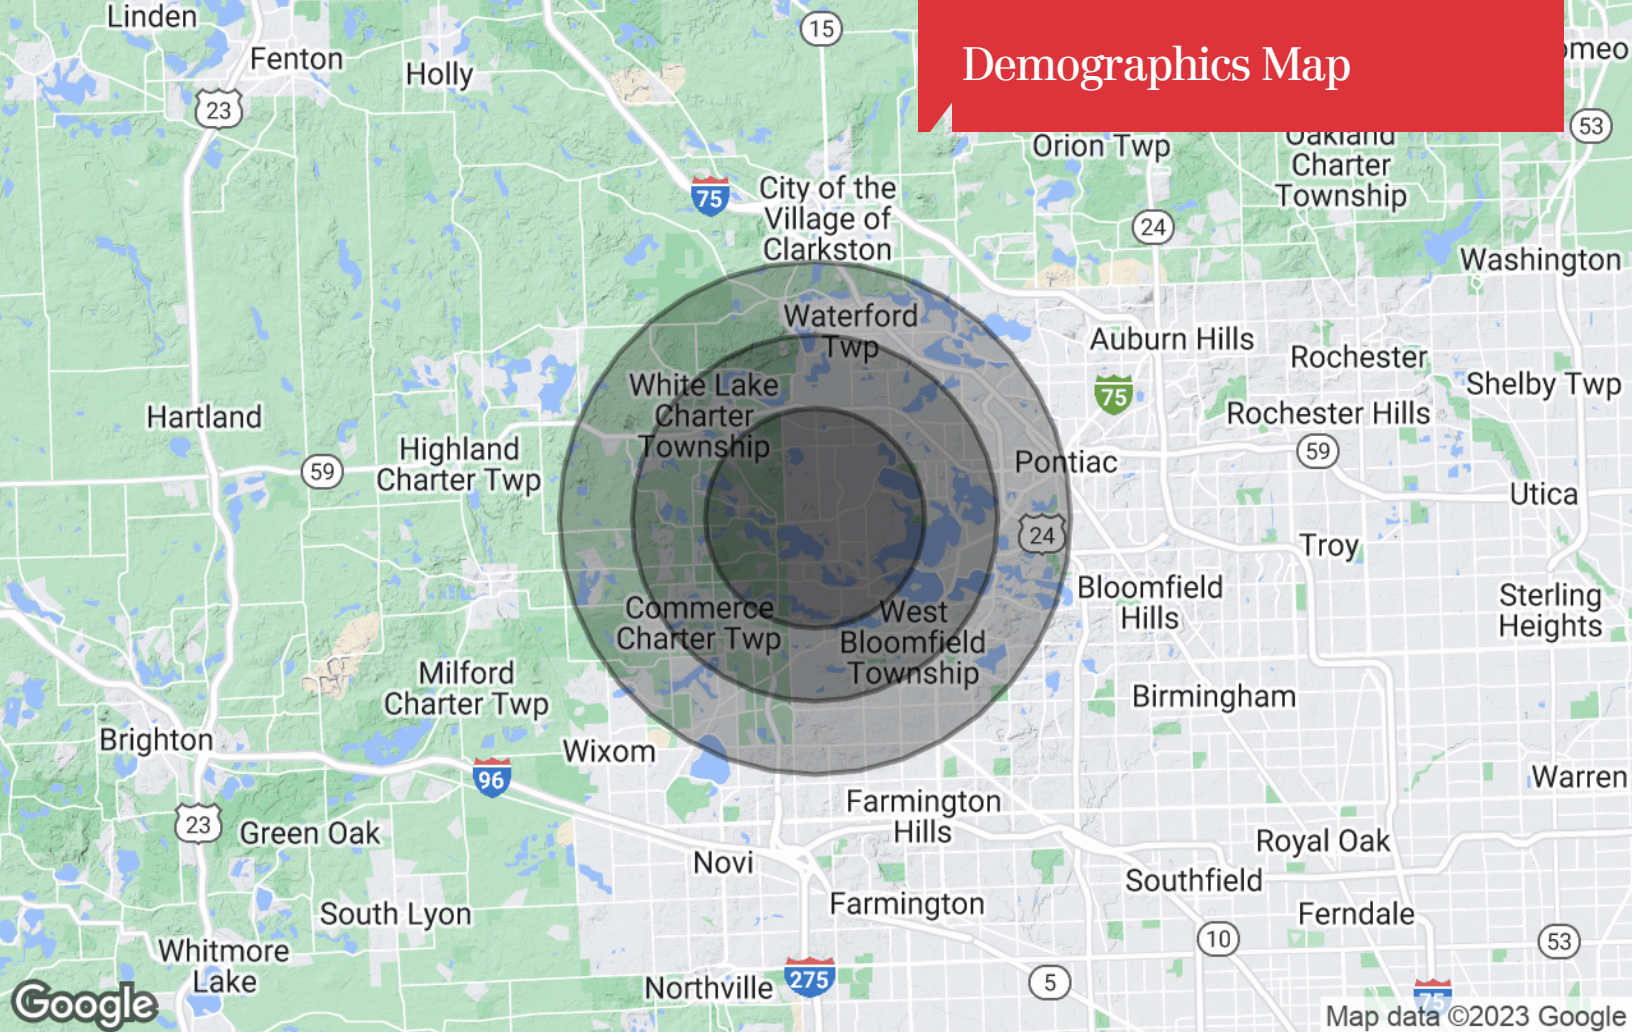 Demographics Map
Linden
Fenton
Holly
15
omeo
23
53
Orion Twp
Oakland
Charter
Township
75
City of the
Village of
Clarkston
24
Washington
Waterford
Twp
Auburn Hills
Rochester
White Lake
Charter
Township
75
Shelby Twp
Hartland
Rochester Hills
Highland
Charter Twp
59
59
Pontiac
Utica
24
Troy
Bloomfield
Hills
Sterling
Heights
Commerce
Charter Twp
West
Bloomfield
Township
Milford
Charter Twp
Birmingham
Brighton
Wixom
96
Warren
Farmington
Hills
23
Green Oak
Royal Oak
Novi
Southfield
Farmington
South Lyon
Ferndale
10
53
Whitmore
Lake
275
Northville
5
75
Google
Map data ©2023 Google